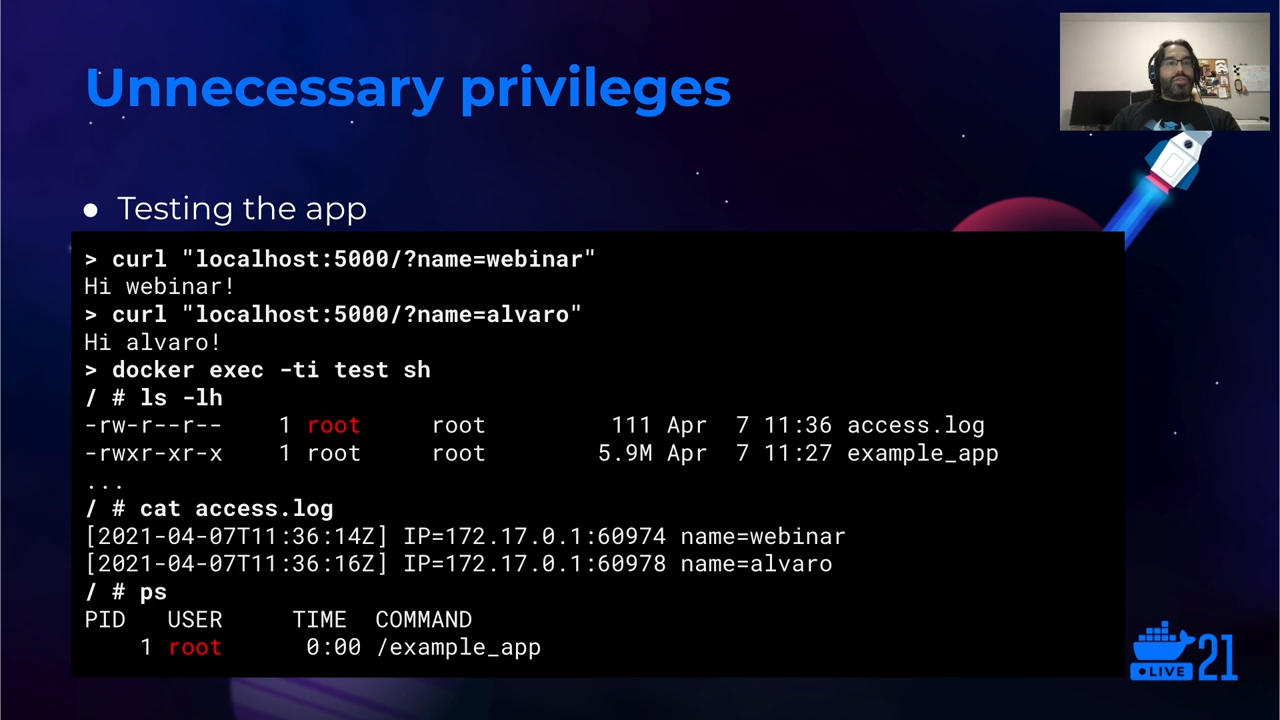 Unnecessary privileges
● Testing the app
> curl "localhost:5000/?name=webinar"
Hi webinar!
> curl "localhost:5000/?name=alvaro"
Hi alvaro!
> docker exec -ti test sh
/ # ls -lh
-rw-r--r-- 1 root root 111 Apr 7 11:36 access.log
-rwxr-xr-x 1 root root 5.9M Apr 7 11:27 example_app
...
/ # cat access.log
[2021-04-07T11:36:14Z] IP=172.17.0.1:60974 name=webinar
[2021-04-07T11:36:16Z] IP=172.17.0.1:60978 name=alvaro
/ # ps
PID USER TIME COMMAND
1 root 0:00 /example_app
LIVE 21